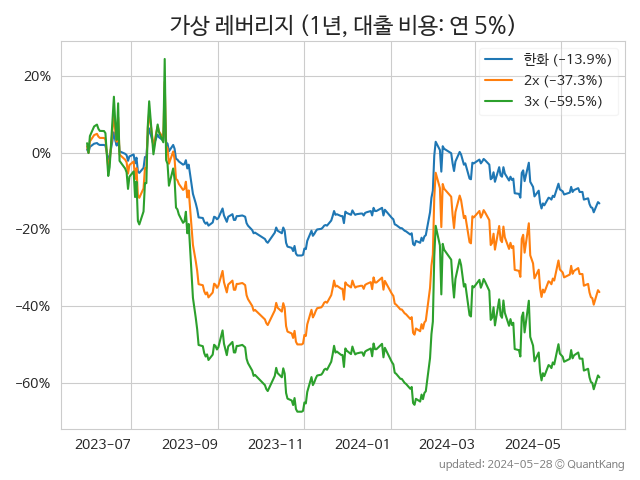 가상 레버리지 (1년, 대출 비용: 연 5%)
한화 (−13.9%)
2x (−37.3%)
3x (−59.5%)
20%
0%
−20%
−40%
−60%
2023-07 2023-09 2023-11 2024-01 2024-03 2024-05
updated: 2024-05-28 © QuantKang